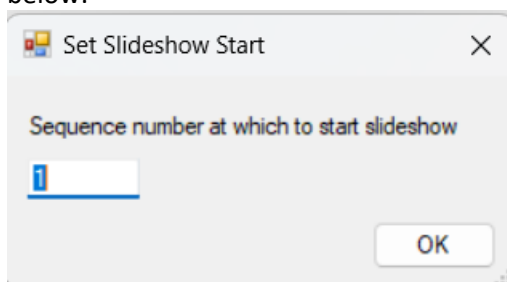 below.
Set Slideshow Start
Sequence number at which to start slideshow
1
OK